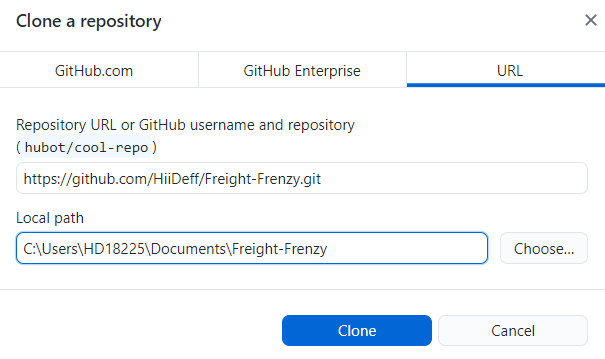 Clone a repository
GitHub.com
GitHub Enterprise
URL
Repository URL or GitHub username and repository
(hubot/cool-repo)
https://github.com/HiiDeff/Freight-Frenzy.git
Local path
C:\Users\HD18225\Documents\Freight-Frenzy
Choose...
Clone
Cancel